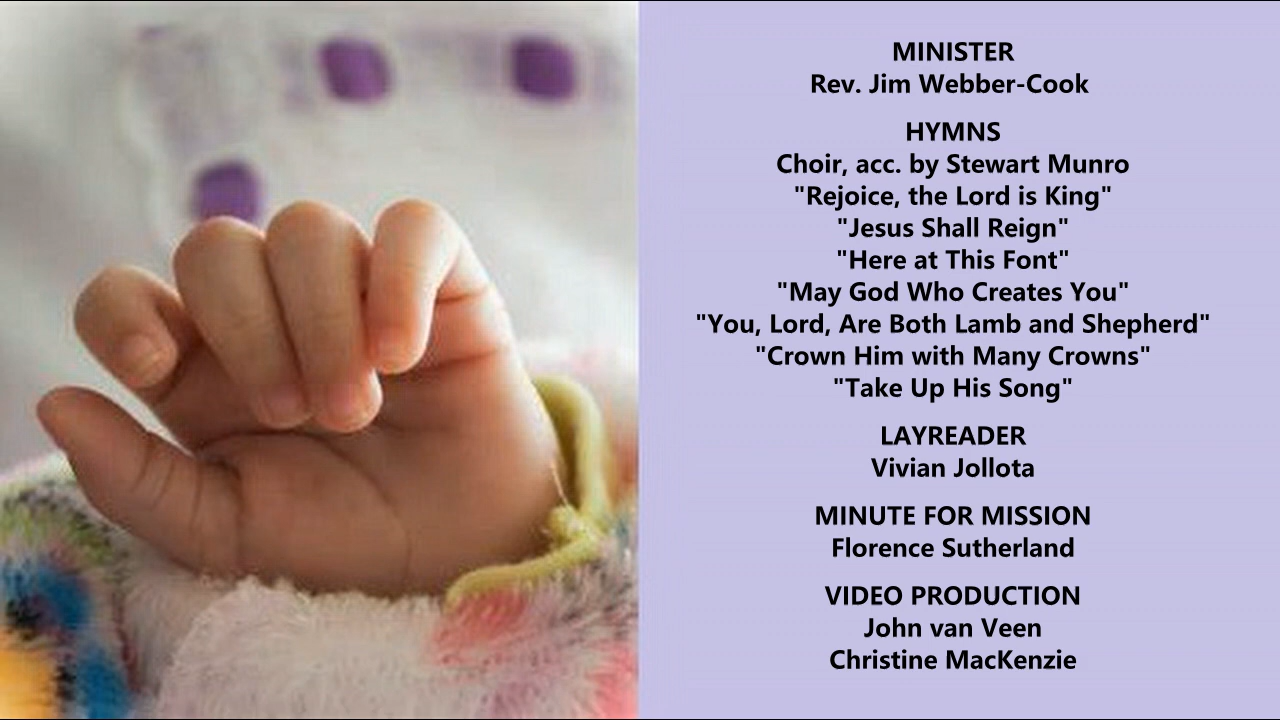 MINISTER
Rev. Jim Webber-Cook
HYMNS
Choir, acc. by Stewart Munro
"Rejoice, the Lord is King"
"Jesus Shall Reign"
"Here at This Font"
"May God Who Creates You"
"You, Lord, Are Both Lamb and Shepherd"
"Crown Him with Many Crowns"
"Take Up His Song"
LAYREADER
Vivian Jollota
MINUTE FOR MISSION
Florence Sutherland
VIDEO PRODUCTION
John van Veen
Christine MacKenzie